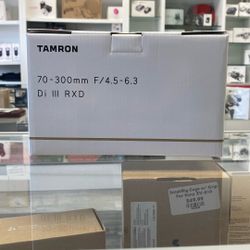 TAMRON
70-300mm F/4.5-6.3
Di III RXD
$49.99